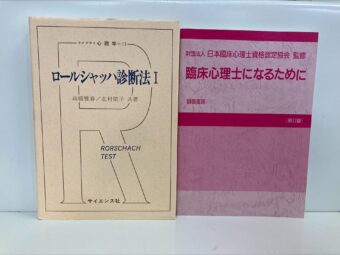 ライブラリ 心理学=1
ロールシャッハ診断法 I
高橋雅春/北村依子 共著
RORSCHACH
TEST
サイエンス社
財団法人 日本臨床心理士資格認定協会 監修
臨床心理士になるために
誠信書房